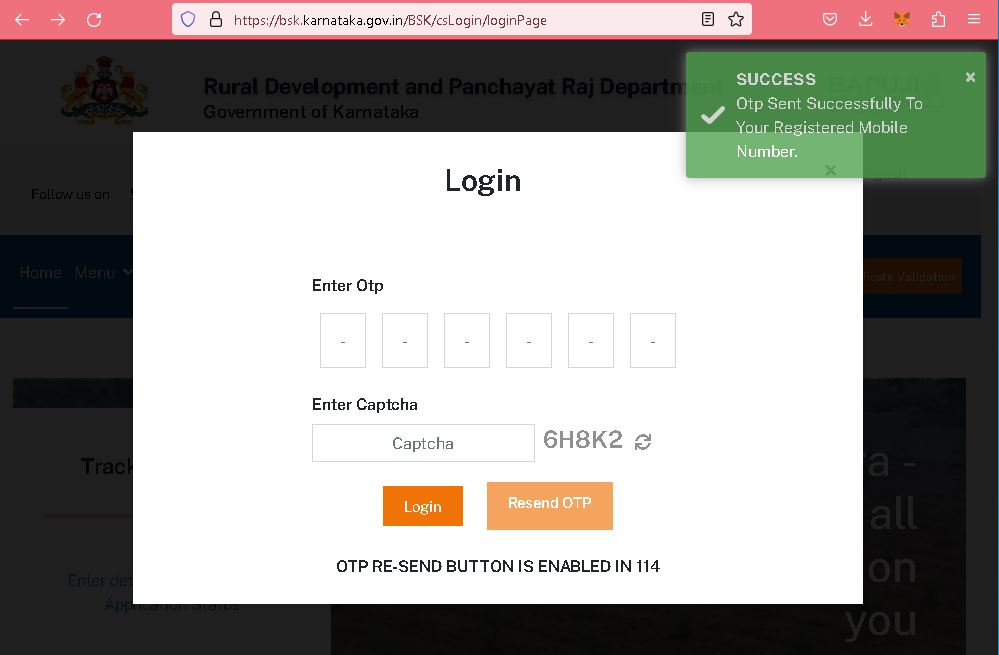 https://bsk.karnataka.gov.in/BSK/csLogin/loginPage
Rural Development and Panchayat Raj Department
Government of Karnataka
BAPUJI
SUCCESS
Otp Sent Successfully To
Your Registered Mobile
Number.
Follow us on
Login
Home Menu
icate Validation
Enter Otp
- - - - - -
Enter Captcha
Captcha 6H8K2
Login Resend OTP
OTP RE-SEND BUTTON IS ENABLED IN 114
Track
Enter det
Application Status
a -
all
on
you